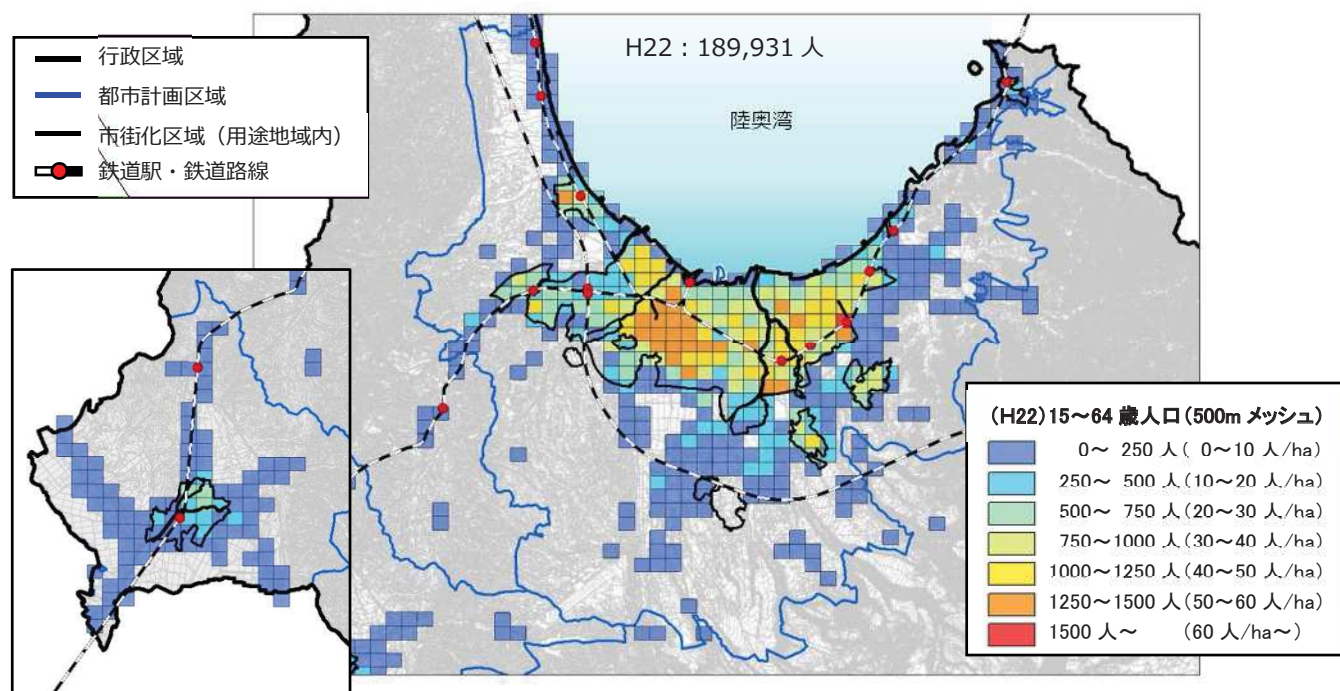 行政区域
都市計画区域
市街化区域（用途地域内）
鉄道駅・鉄道路線
H22：189,931 人
陸奥湾
(H22)15～64 歳人口(500m メッシュ)
0～ 250 人( 0～10 人/ha)
250～ 500 人(10～20 人/ha)
500～ 750 人(20～30 人/ha)
750～1000 人(30～40 人/ha)
1000～1250 人(40～50 人/ha)
1250～1500 人(50～60 人/ha)
1500 人～ (60 人/ha～)